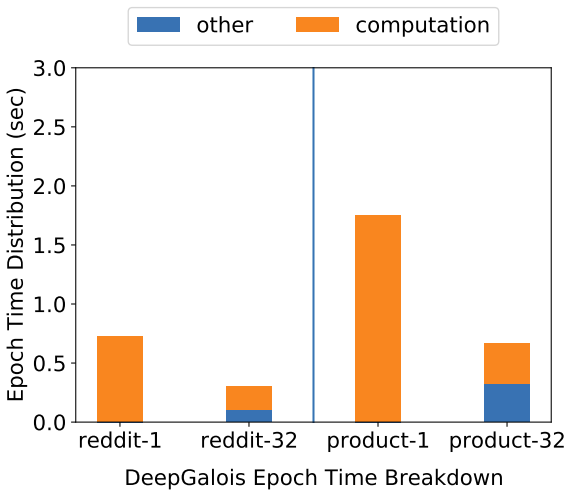 other computation
3.0
2.5
2.0
1.5
1.0
0.5
0.0
Epoch Time Distribution (sec)
reddit-1 reddit-32 product-1 product-32
DeepGalois Epoch Time Breakdown